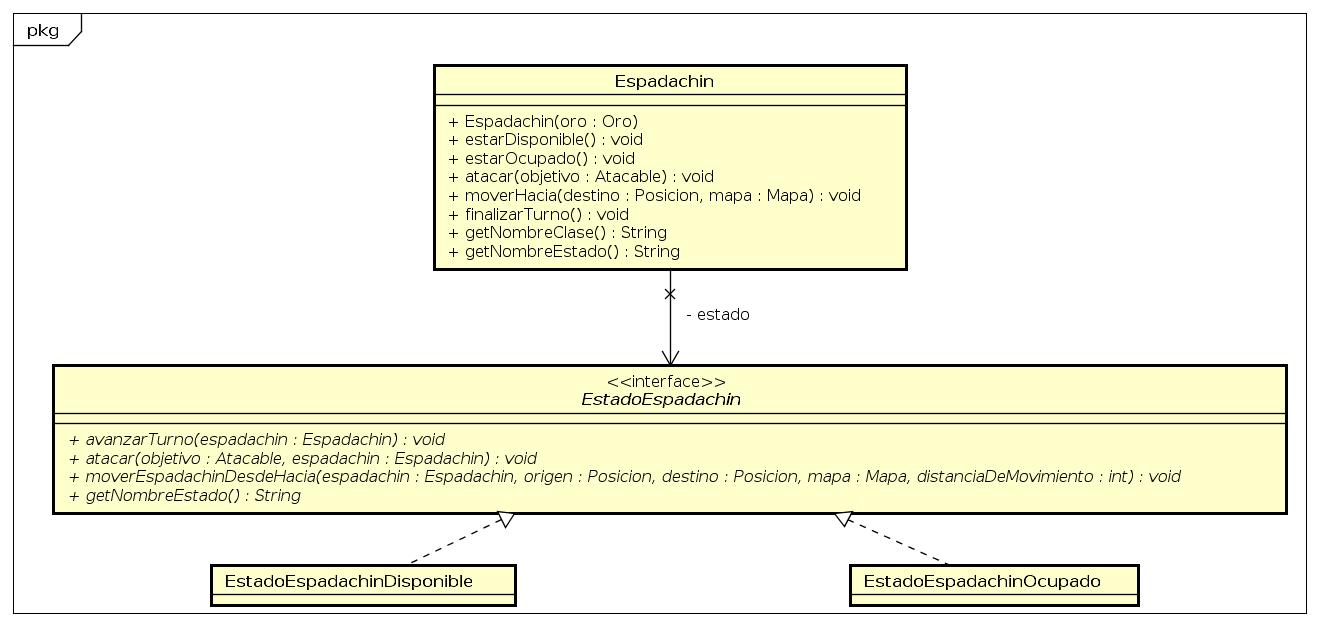 pkg
Espadachin
+ Espadachin(oro : Oro)
+ estarDisponible() : void
+ estarOcupado() : void
+ atacar(objetivo : Atacable) : void
+ moverHacia(destino : Posicion, mapa : Mapa) : void
+ finalizarTurno() : void
+ getNombreClase() : String
+ getNombreEstado() : String
- estado
<<interface>>
EstadoEspadachin
+ avanzarTurno(espadachin : Espadachin) : void
+ atacar(objetivo : Atacable, espadachin : Espadachin) : void
+ moverEspadachinDesdeHacia(espadachin : Espadachin, origen : Posicion, destino : Posicion, mapa : Mapa, distanciaDeMovimiento : int) : void
+ getNombreEstado() : String
EstadoEspadachinDisponible
EstadoEspadachinOcupado